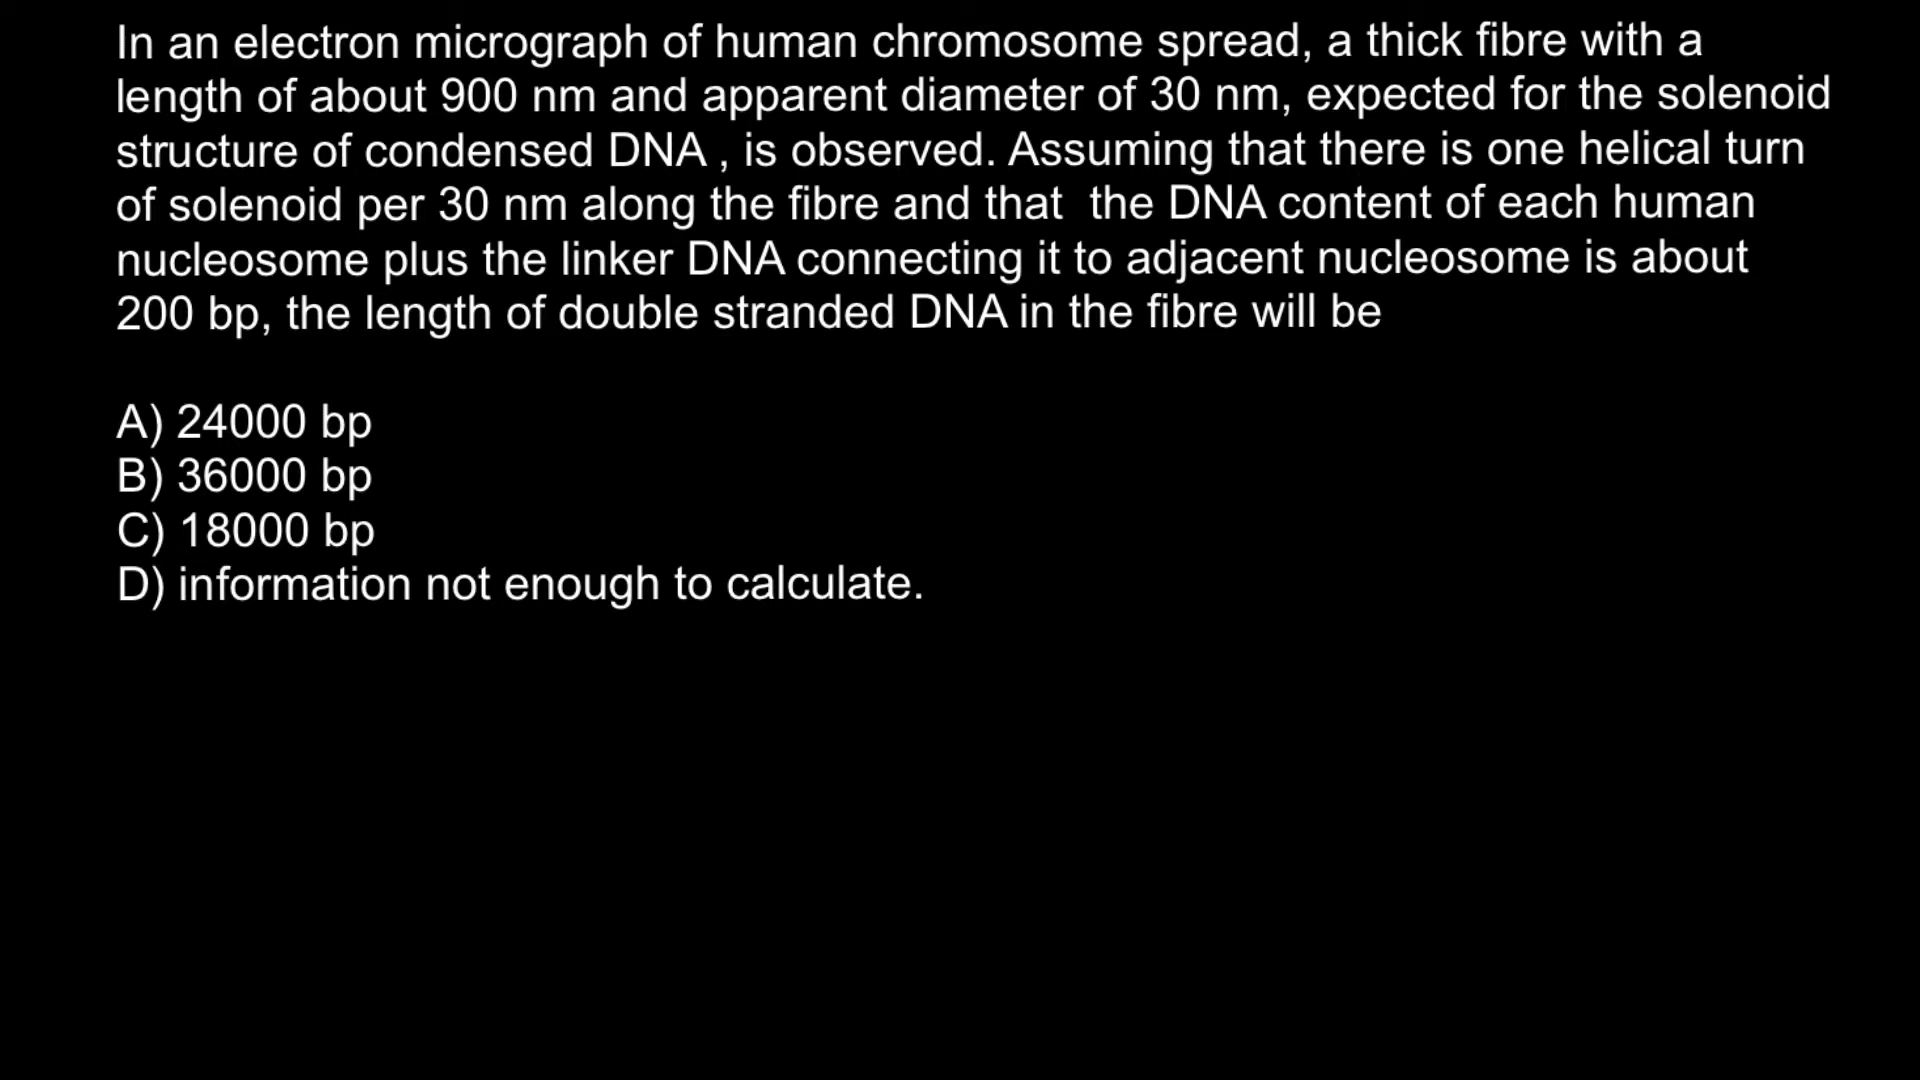 In an electron micrograph of human chromosome spread, a thick fibre with a
length of about 900 nm and apparent diameter of 30 nm, expected for the solenoid
structure of condensed DNA , is observed. Assuming that there is one helical turn
of solenoid per 30 nm along the fibre and that  the DNA content of each human
nucleosome plus the linker DNA connecting it to adjacent nucleosome is about
200 bp, the length of double stranded DNA in the fibre will be
A) 24000 bp
B) 36000 bp
C) 18000 bp
D) information not enough to calculate.